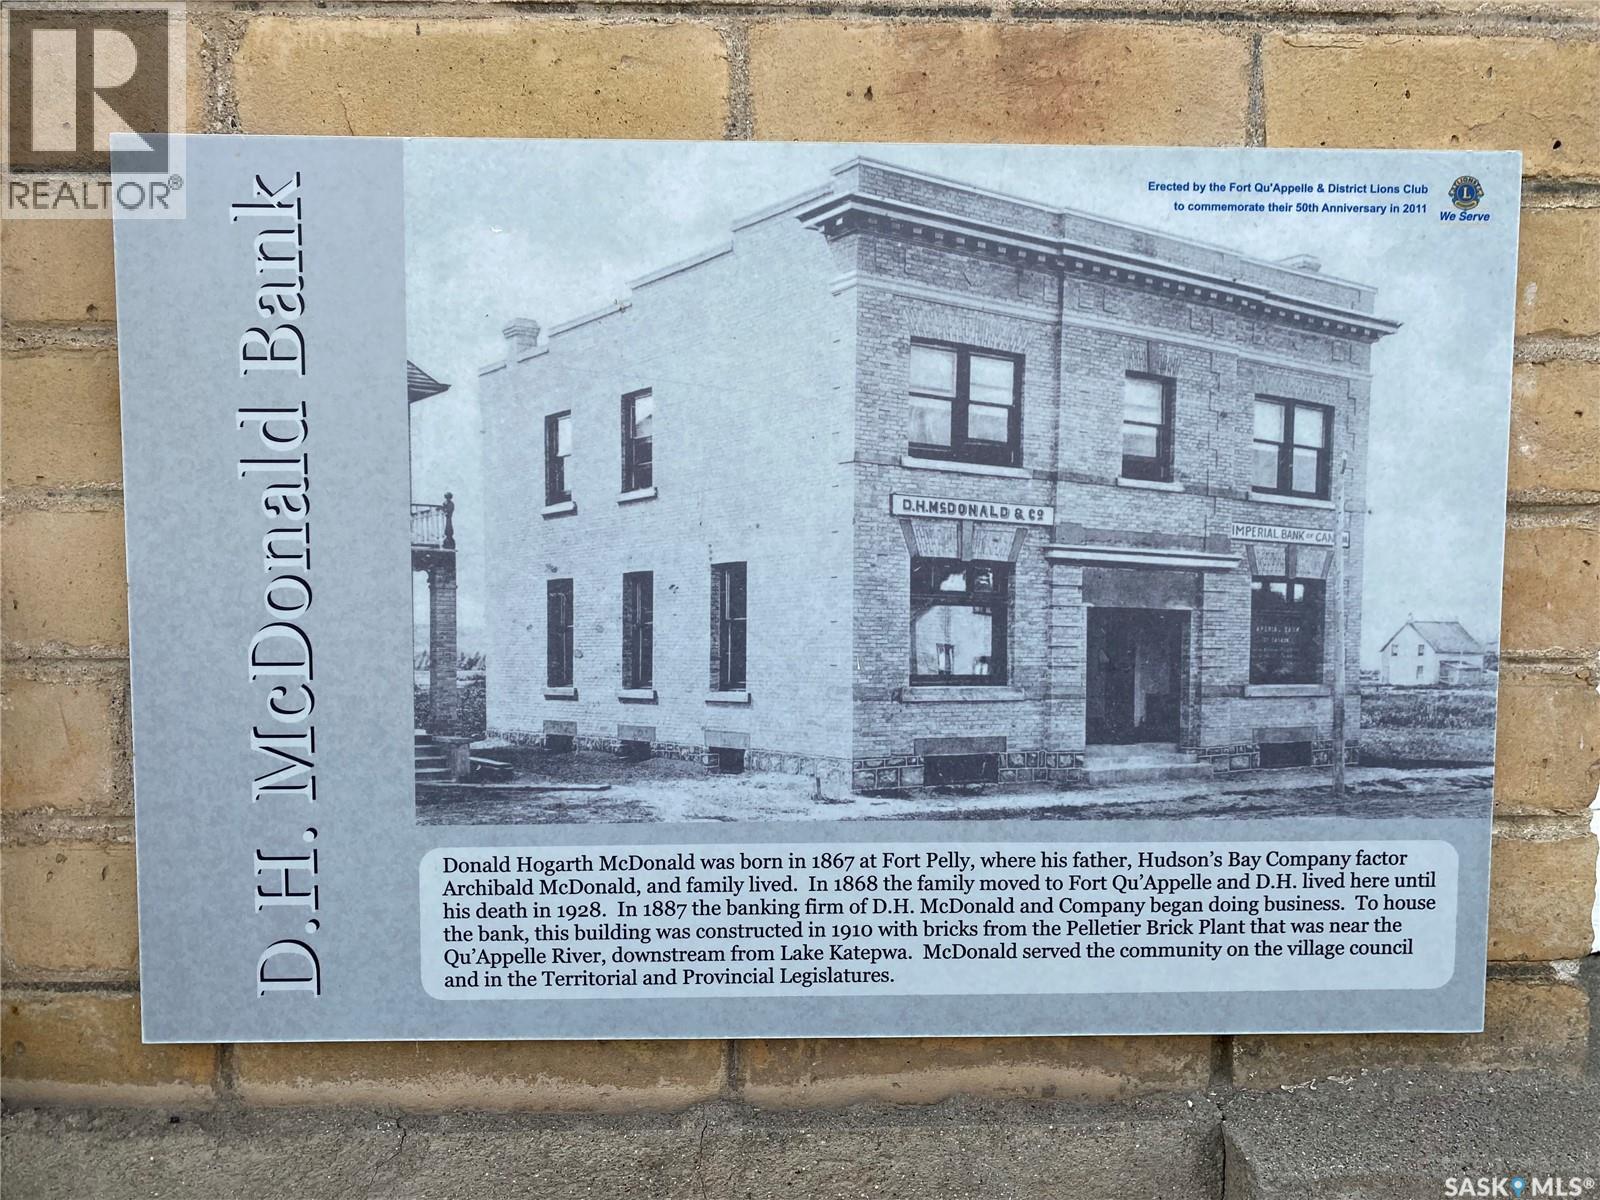 REALTOR®
D.H. McDonald Bank
Erected by the Fort Qu'Appelle & District Lions Club
to commemorate their 50th Anniversary in 2011
L
We Serve
D.H.McDONALD & Co
IMPERIAL BANK OF CAN
Donald Hogarth McDonald was born in 1867 at Fort Pelly, where his father, Hudson's Bay Company factor
Archibald McDonald, and family lived. In 1868 the family moved to Fort Qu'Appelle and D.H. lived here until
his death in 1928. In 1887 the banking firm of D.H. McDonald and Company began doing business. To house
the bank, this building was constructed in 1910 with bricks from the Pelletier Brick Plant that was near the
Qu'Appelle River, downstream from Lake Katepwa. McDonald served the community on the village council
and in the Territorial and Provincial Legislatures.
SASK MLS®